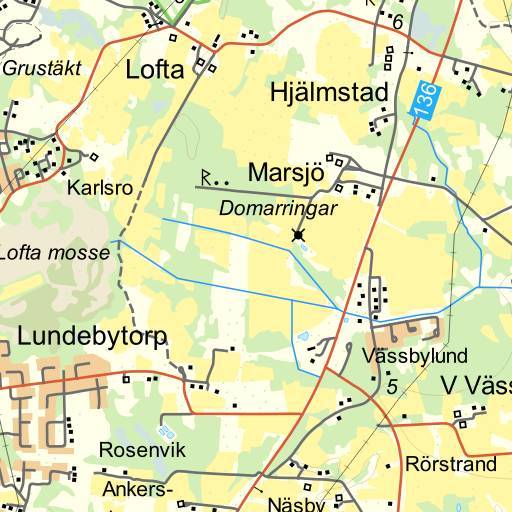 6
Grustäkt
Lofta
Hjälmstad
136
Marsjö
Karlsro
Domarringar
Lofta mosse
Lundebytorp
Vässbylund
5
V Väss
Rosenvik
Rörstrand
Ankers-
Näsby